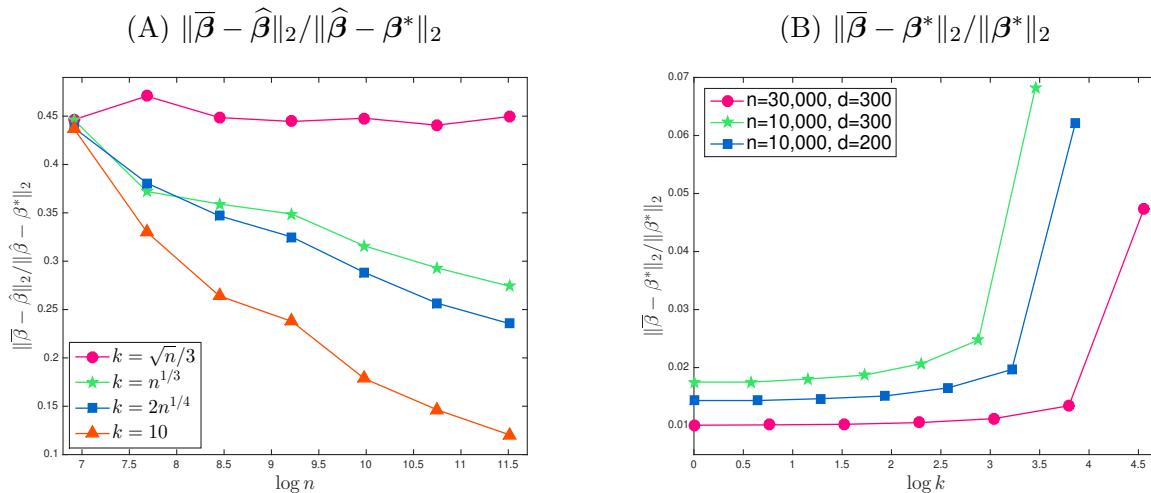 (A) ‖β̅ − β̂‖₂/‖β̂ − β*‖₂
‖β̅ − β̂‖₂/‖β̂ − β*‖₂
0.45
0.4
0.35
0.3
0.25
0.2
0.15
0.1
k = √n/3
k = n^{1/3}
k = 2n^{1/4}
k = 10
7 7.5 8 8.5 9 9.5 10 10.5 11 11.5
log n
(B) ‖β̅ − β*‖₂/‖β*‖₂
‖β̅ − β*‖₂/‖β*‖₂
0.07
0.06
0.05
0.04
0.03
0.02
0.01
n=30,000, d=300
n=10,000, d=300
n=10,000, d=200
0 0.5 1 1.5 2 2.5 3 3.5 4 4.5
log k